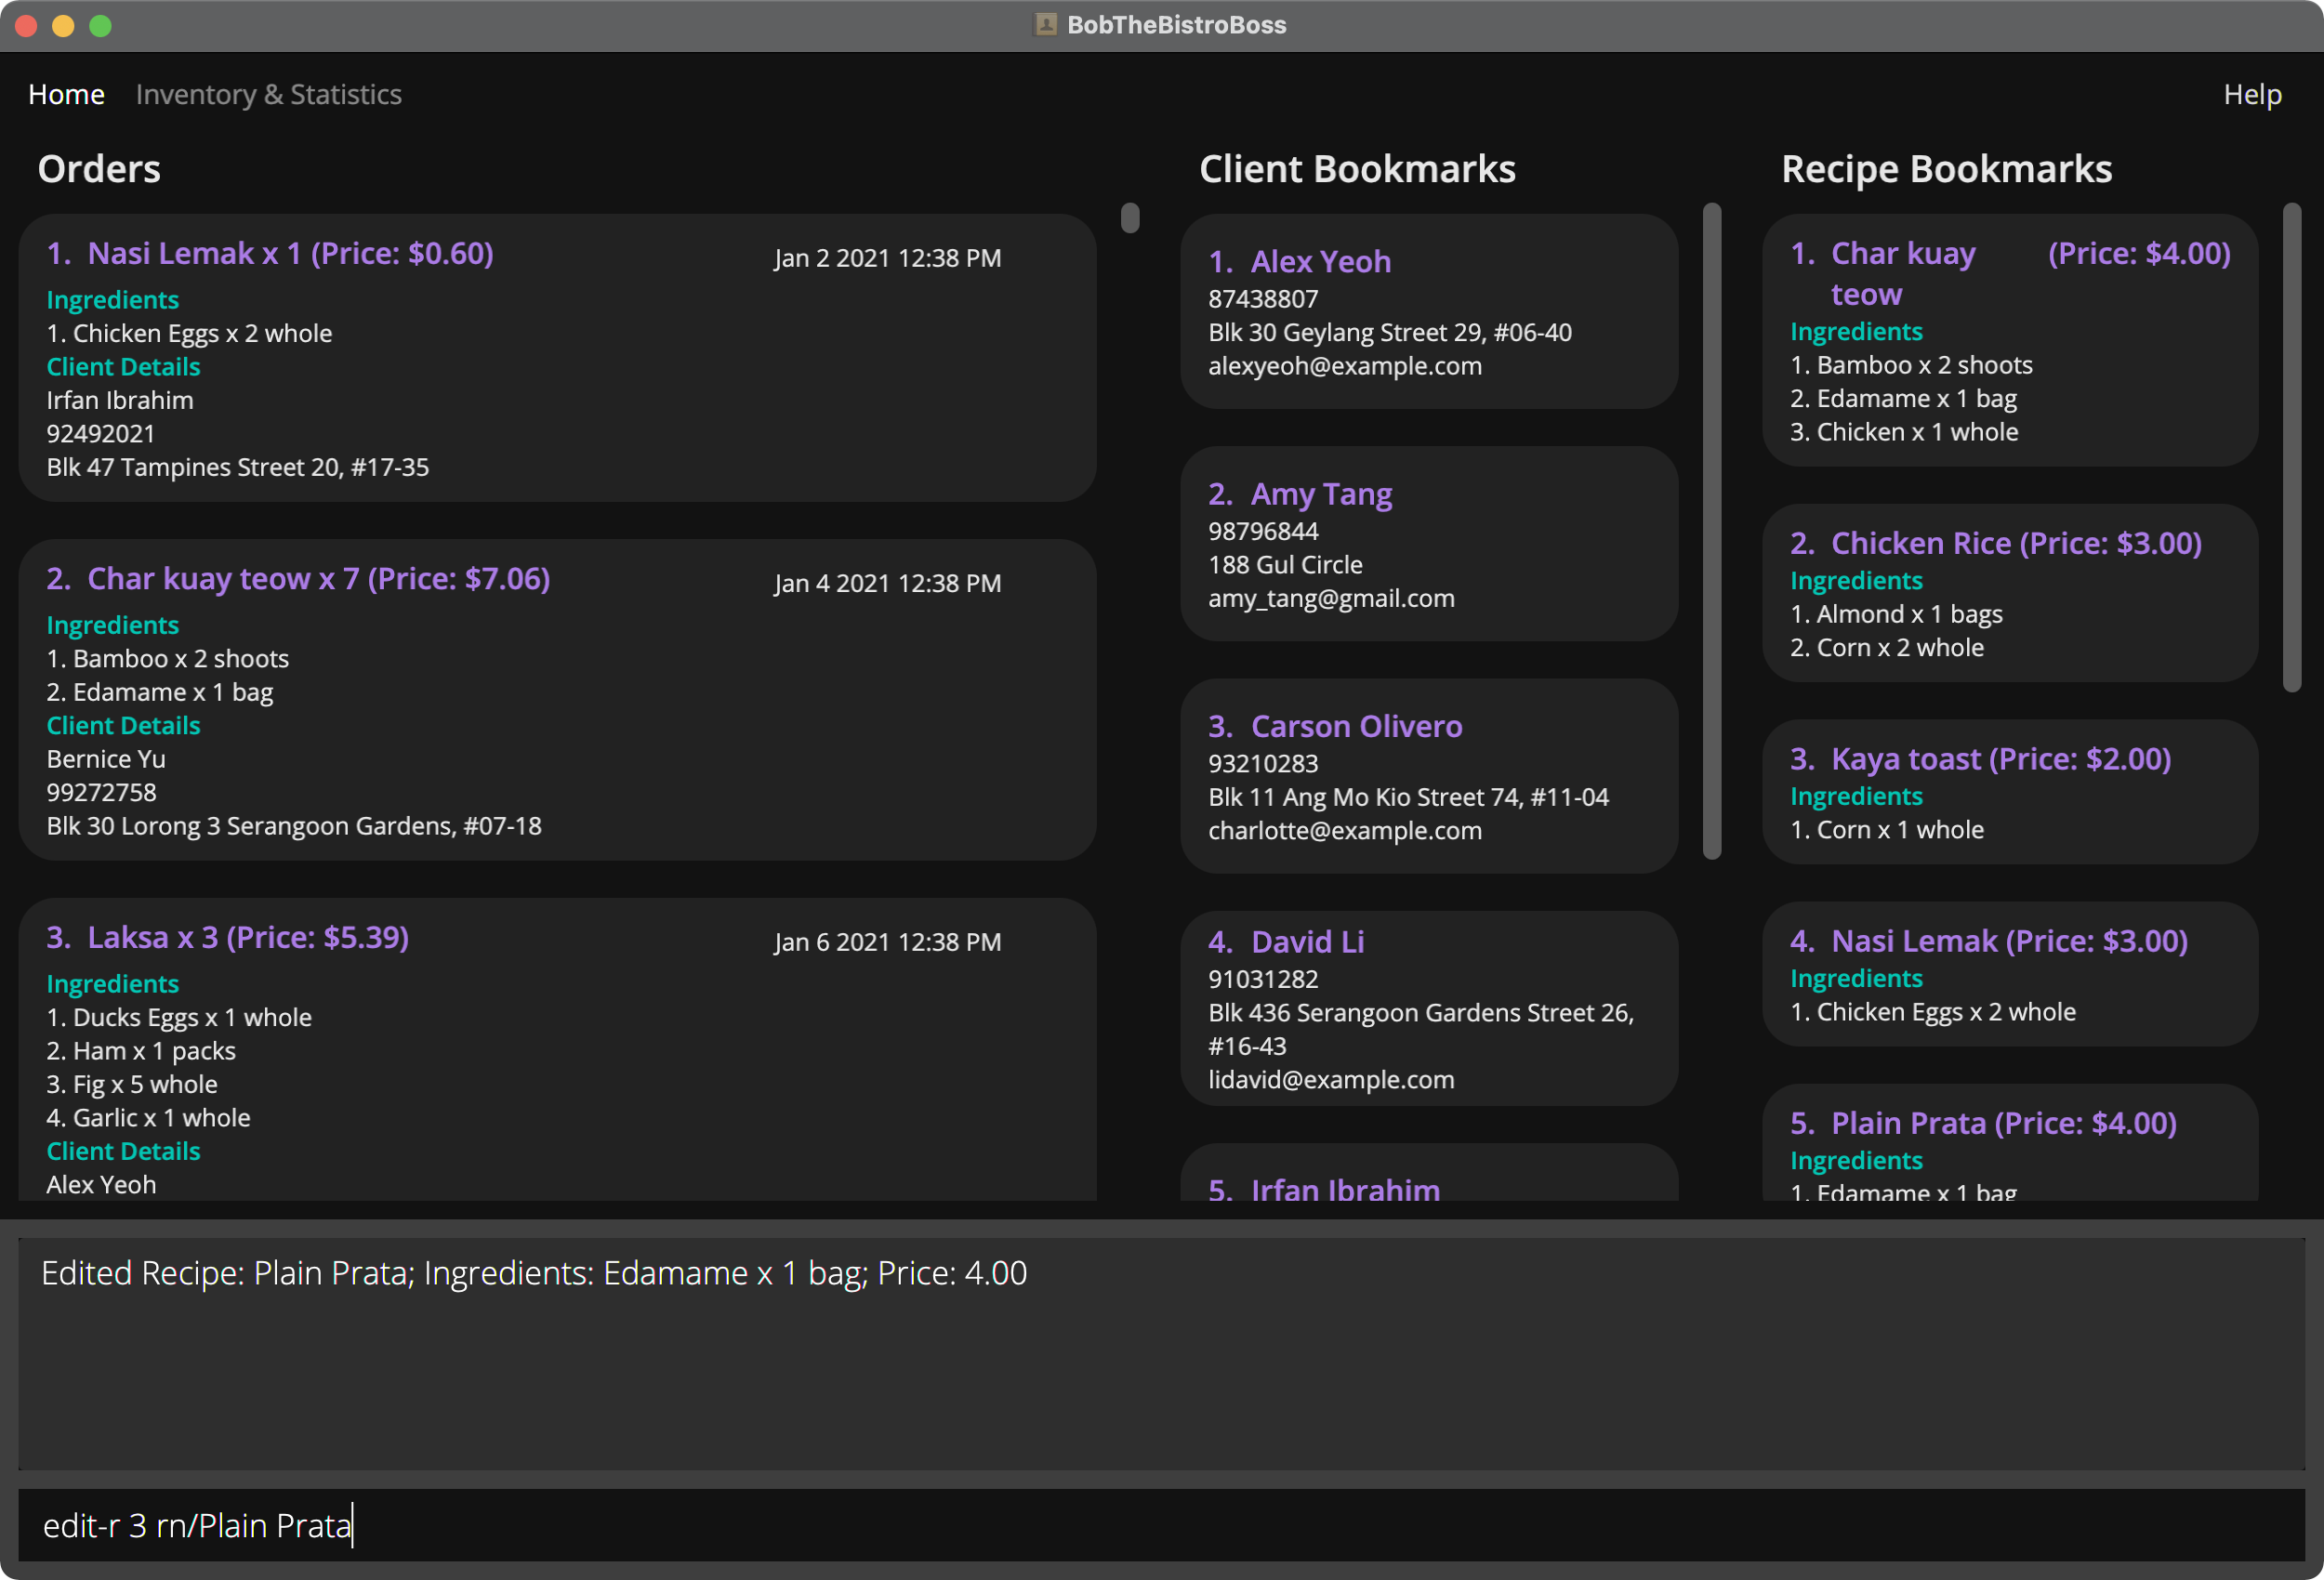 BobTheBistroBoss
Home Inventory & Statistics Help
Orders
1. Nasi Lemak x 1 (Price: $0.60) Jan 2 2021 12:38 PM
Ingredients
1. Chicken Eggs x 2 whole
Client Details
Irfan Ibrahim
92492021
Blk 47 Tampines Street 20, #17-35
2. Char kuay teow x 7 (Price: $7.06) Jan 4 2021 12:38 PM
Ingredients
1. Bamboo x 2 shoots
2. Edamame x 1 bag
Client Details
Bernice Yu
99272758
Blk 30 Lorong 3 Serangoon Gardens, #07-18
3. Laksa x 3 (Price: $5.39) Jan 6 2021 12:38 PM
Ingredients
1. Ducks Eggs x 1 whole
2. Ham x 1 packs
3. Fig x 5 whole
4. Garlic x 1 whole
Client Details
Alex Yeoh
Client Bookmarks
1. Alex Yeoh
87438807
Blk 30 Geylang Street 29, #06-40
alexyeoh@example.com
2. Amy Tang
98796844
188 Gul Circle
amy_tang@gmail.com
3. Carson Olivero
93210283
Blk 11 Ang Mo Kio Street 74, #11-04
charlotte@example.com
4. David Li
91031282
Blk 436 Serangoon Gardens Street 26,
#16-43
lidavid@example.com
5. Irfan Ibrahim
Recipe Bookmarks
1. Char kuay (Price: $4.00)
teow
Ingredients
1. Bamboo x 2 shoots
2. Edamame x 1 bag
3. Chicken x 1 whole
2. Chicken Rice (Price: $3.00)
Ingredients
1. Almond x 1 bags
2. Corn x 2 whole
3. Kaya toast (Price: $2.00)
Ingredients
1. Corn x 1 whole
4. Nasi Lemak (Price: $3.00)
Ingredients
1. Chicken Eggs x 2 whole
5. Plain Prata (Price: $4.00)
Ingredients
1. Edamame x 1 bag
Edited Recipe: Plain Prata; Ingredients: Edamame x 1 bag; Price: 4.00
edit-r 3 rn/Plain Prata